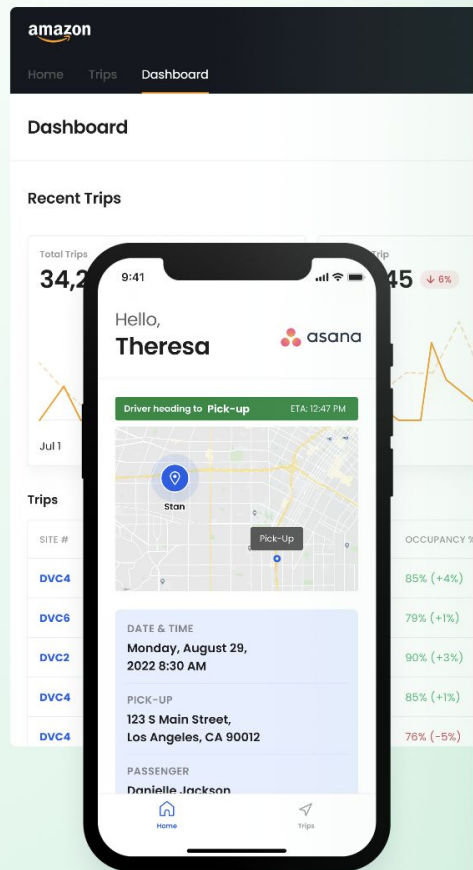 amazon
Home Trips Dashboard
Dashboard
Recent Trips
Total Trips
34,2
Trip
45 ↓ 6%
Jul 1
Trips
SITE # OCCUPANCY %
DVC4 85% (+4%)
DVC6 79% (+1%)
DVC2 90% (+3%)
DVC4 85% (+1%)
DVC4 76% (-5%)
9:41
Hello,
Theresa
asana
Driver heading to Pick-up ETA: 12:47 PM
Stan
Pick-Up
DATE & TIME
Monday, August 29,
2022 8:30 AM
PICK-UP
123 S Main Street,
Los Angeles, CA 90012
PASSENGER
Danielle Jackson
Home Trips